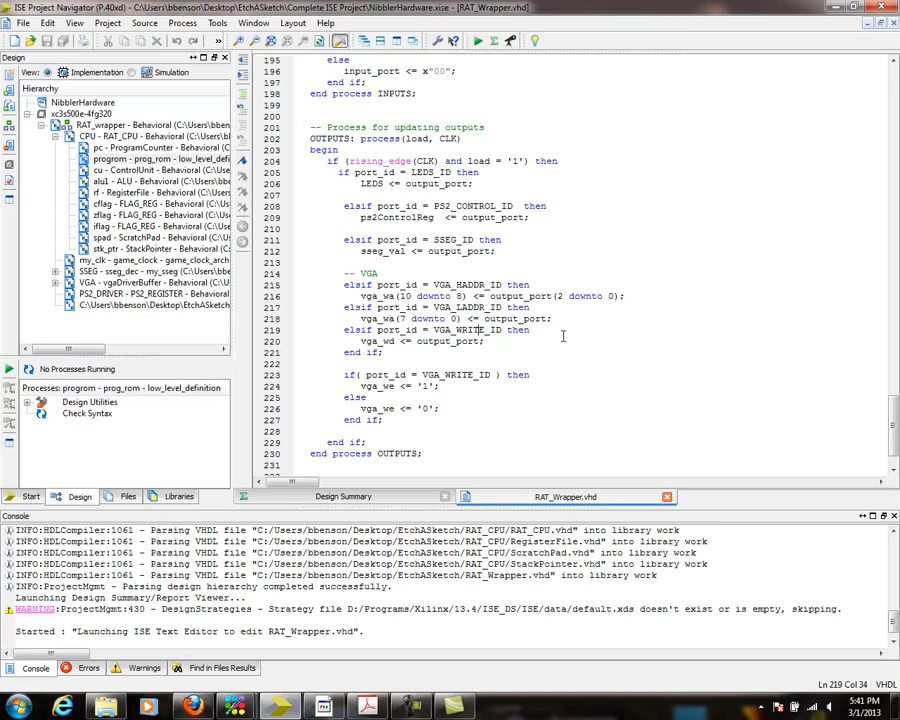 ISE Project Navigator (P.40xd) - C:\Users\bbenson\Desktop\EtchASketch\Complete ISE Project\NibblerHardware.xise - [RAT_Wrapper.vhd]
File Edit View Project Source Process Tools Window Layout Help
Design
View: Implementation Simulation
Hierarchy
NibblerHardware
xc3s500e-4fg320
RAT_wrapper - Behavioral (C:\Users\b
CPU - RAT_CPU - Behavioral (C:\Us
pc - ProgramCounter - Behavio
progrom - prog_rom - low_level_defi
cu - ControlUnit - Behavioral (
alu1 - ALU - Behavioral (C:\Use
rf - RegisterFile - Behavioral (C
cflag - FLAG_REG - Behavioral (
zflag - FLAG_REG - Behavioral (
iflag - FLAG_REG - Behavioral (
spad - ScratchPad - Behavioral
stk_ptr - StackPointer - Behavio
my_clk - game_clock - game_clock_arch
SSEG - sseg_dec - my_sseg (C:\Users
VGA - vgaDriverBuffer - Behavioral
PS2_DRIVER - PS2_REGISTER - Behav
C:\Users\bbenson\Desktop\EtchASketc
No Processes Running
Processes: progrom - prog_rom - low_level_definition
Design Utilities
Check Syntax
Start Design Files Libraries
195 else
196 input_port <= x"00";
197 end if;
198 end process INPUTS;
199
201 -- Process for updating outputs
202 OUTPUTS: process(load, CLK)
203 begin
204 if (rising_edge(CLK) and load = '1') then
205 if port_id = LEDS_ID then
206 LEDS <= output_port;
207
208 elsif port_id = PS2_CONTROL_ID then
209 ps2ControlReg <= output_port;
210
211 elsif port_id = SSEG_ID then
212 sseg_val <= output_port;
213
214 -- VGA
215 elsif port_id = VGA_HADDR_ID then
216 vga_wa(10 downto 8) <= output_port(2 downto 0);
217 elsif port_id = VGA_LADDR_ID then
218 vga_wa(7 downto 0) <= output_port;
219 elsif port_id = VGA_WRITE_ID then
220 vga_wd <= output_port;
221 end if;
222
223 if( port_id = VGA_WRITE_ID ) then
224 vga_we <= '1';
225 else
226 vga_we <= '0';
227 end if;
228
229 end if;
230 end process OUTPUTS;
231
Design Summary RAT_Wrapper.vhd
Console
INFO:HDLCompiler:1061 - Parsing VHDL file "C:/Users/bbenson/Desktop/EtchASketch/RAT_CPU/RAT_CPU.vhd" into library work
INFO:HDLCompiler:1061 - Parsing VHDL file "C:/Users/bbenson/Desktop/EtchASketch/RAT_CPU/RegisterFile.vhd" into library work
INFO:HDLCompiler:1061 - Parsing VHDL file "C:/Users/bbenson/Desktop/EtchASketch/RAT_CPU/ScratchPad.vhd" into library work
INFO:HDLCompiler:1061 - Parsing VHDL file "C:/Users/bbenson/Desktop/EtchASketch/RAT_CPU/StackPointer.vhd" into library work
INFO:HDLCompiler:1061 - Parsing VHDL file "C:/Users/bbenson/Desktop/EtchASketch/RAT_Wrapper.vhd" into library work
INFO:ProjectMgmt - Parsing design hierarchy completed successfully.
Launching Design Summary/Report Viewer...
WARNING:ProjectMgmt:430 - DesignStrategies - Strategy file D:/Programs/Xilinx/13.4/ISE_DS/ISE/data/default.xds doesn't exist or is empty, skipping.
Started : "Launching ISE Text Editor to edit RAT_Wrapper.vhd".
Console Errors Warnings Find in Files Results
Ln 219 Col 34 VHDL
5:41 PM
3/1/2013